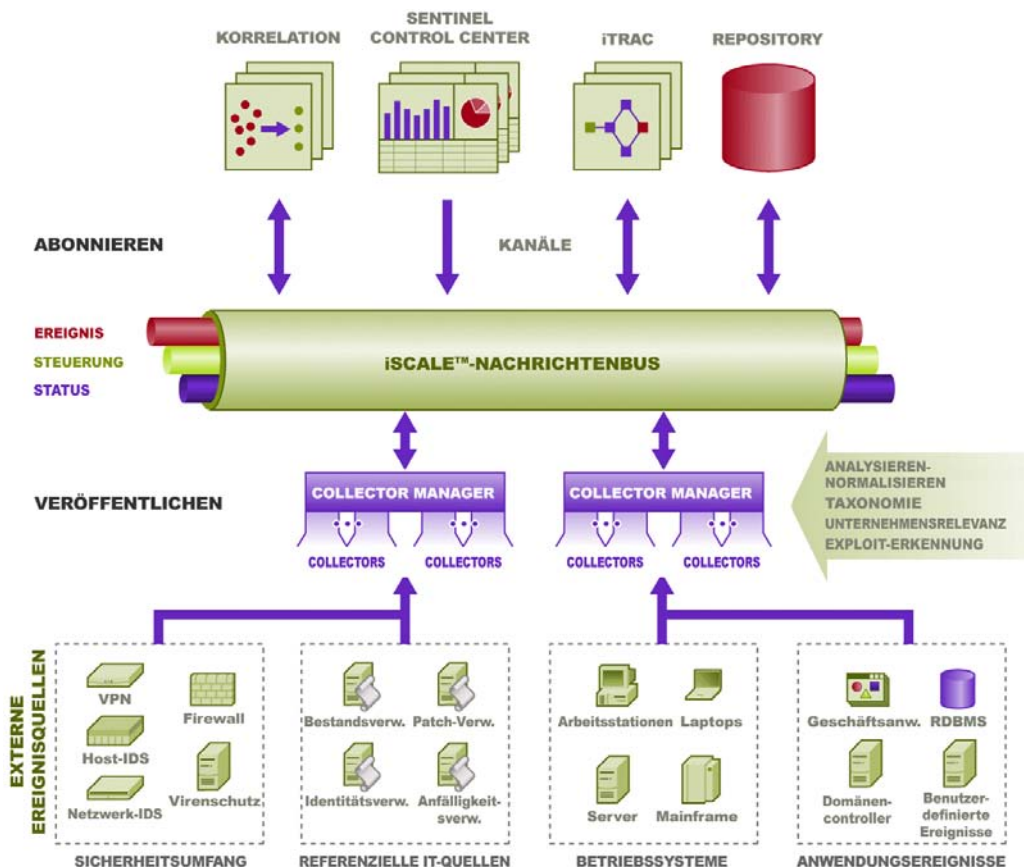 KORRELATION
SENTINEL
CONTROL CENTER
iTRAC
REPOSITORY
ABONNIEREN
KANÄLE
EREIGNIS
STEUERUNG
STATUS
iSCALE™-NACHRICHTENBUS
VERÖFFENTLICHEN
COLLECTOR MANAGER
COLLECTORS
COLLECTORS
COLLECTOR MANAGER
COLLECTORS
COLLECTORS
ANALYSIEREN-
NORMALISIEREN
TAXONOMIE
UNTERNEHMENSRELEVANZ
EXPLOIT-ERKENNUNG
EXTERNE
EREIGNISQUELLEN
VPN
Firewall
Host-IDS
Virenschutz
Netzwerk-IDS
SICHERHEITSUMFANG
Bestandsverw.
Patch-Verw.
Identitätsverw.
Anfälligkeit-
sverw.
REFERENZIELLE IT-QUELLEN
Arbeitsstationen
Laptops
Server
Mainframe
BETRIEBSSYSTEME
Geschäftsanw.
RDBMS
Domänen-
controller
Benutzer-
definierte
Ereignisse
ANWENDUNGSEREIGNISSE